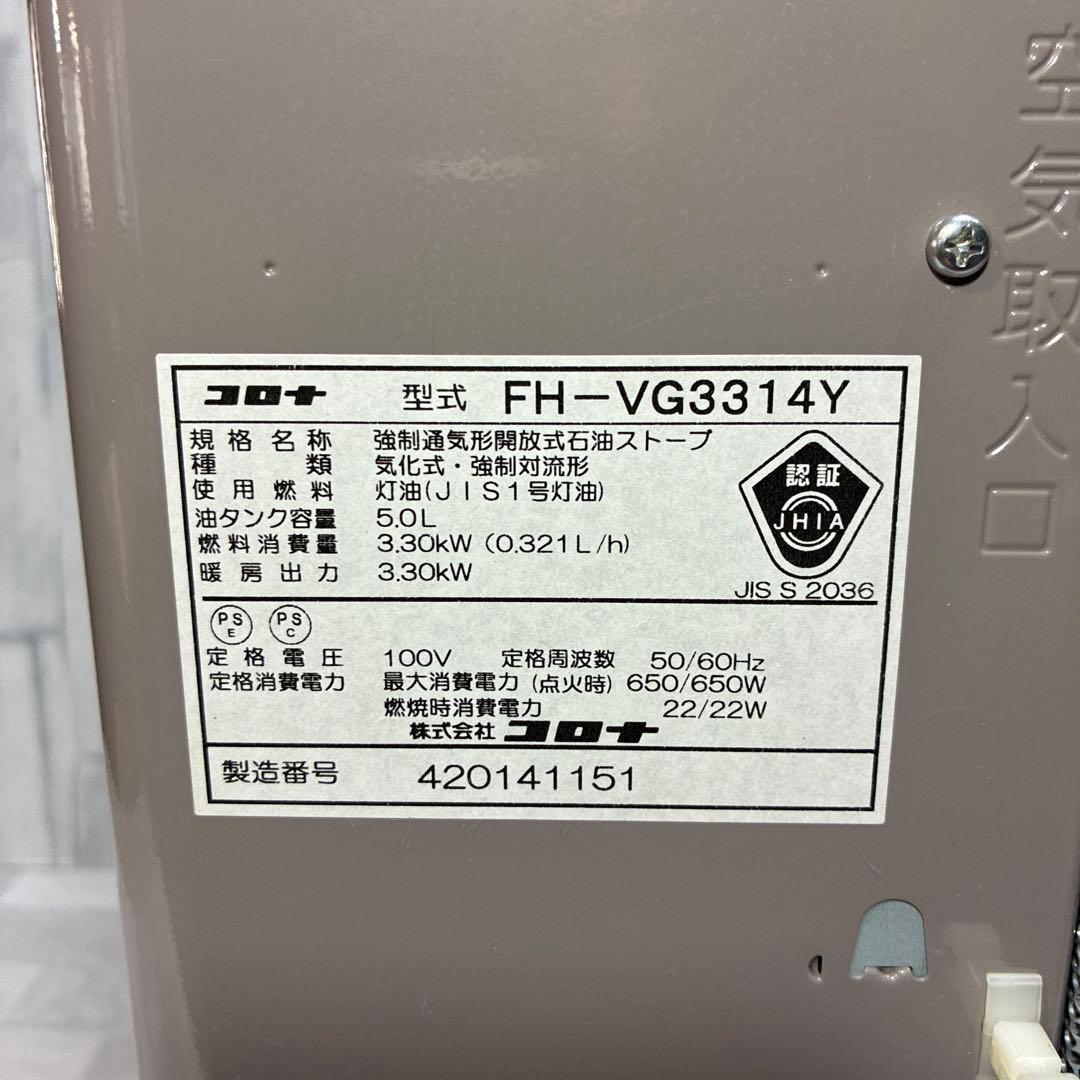 空気取入口
コロナ 型式 FH-VG3314Y
規格名称 強制通気形開放式石油ストーブ
種類 気化式・強制対流形
使用燃料 灯油(JIS1号灯油)
油タンク容量 5.0L
燃料消費量 3.30kW (0.321L/h)
暖房出力 3.30kW
認証
JHIA
JIS S 2036
PS E PS C
定格電圧 100V 定格周波数 50/60Hz
定格消費電力 最大消費電力(点火時) 650/650W
燃焼時消費電力 22/22W
株式会社 コロナ
製造番号 420141151